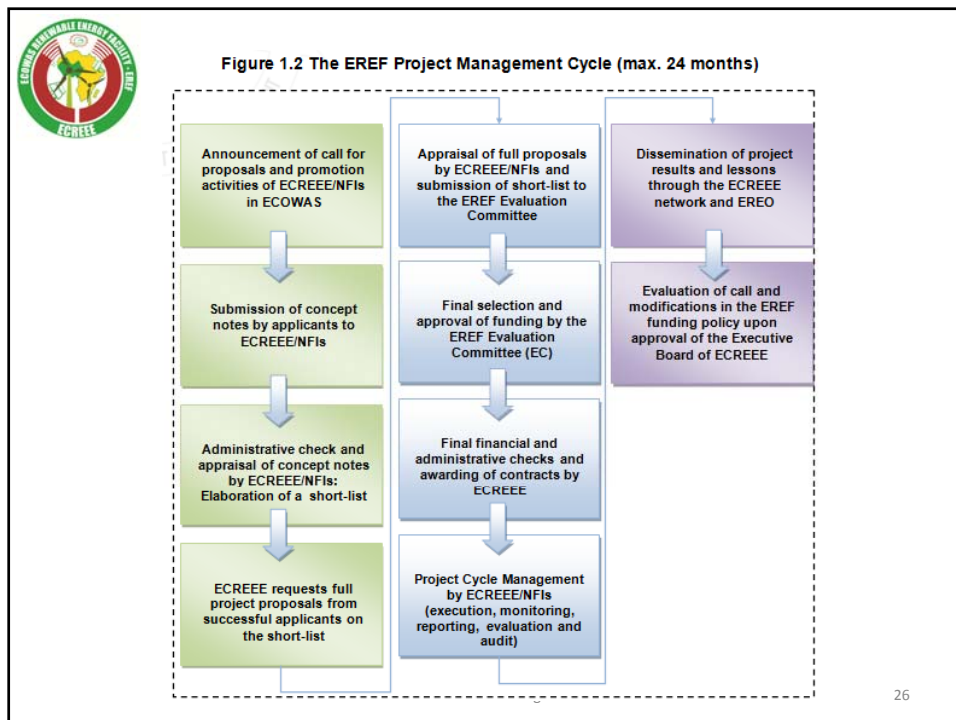 ECOWAS RENEWABLE ENERGY FACILITY - EREF
ECREEE
Figure 1.2 The EREF Project Management Cycle (max. 24 months)
Announcement of call for
proposals and promotion
activities of ECREEE/NFIs
in ECOWAS
Submission of concept
notes by applicants to
ECREEE/NFIs
Administrative check and
appraisal of concept notes
by ECREEE/NFIs:
Elaboration of a short-list
ECREEE requests full
project proposals from
successful applicants on
the short-list
Appraisal of full proposals
by ECREEE/NFIs and
submission of short-list to
the EREF Evaluation
Committee
Final selection and
approval of funding by the
EREF Evaluation
Committee (EC)
Final financial and
administrative checks and
awarding of contracts by
ECREEE
Project Cycle Management
by ECREEE/NFIs
(execution, monitoring,
reporting, evaluation and
audit)
Dissemination of project
results and lessons
through the ECREEE
network and EREO
Evaluation of call and
modifications in the EREF
funding policy upon
approval of the Executive
Board of ECREEE
26